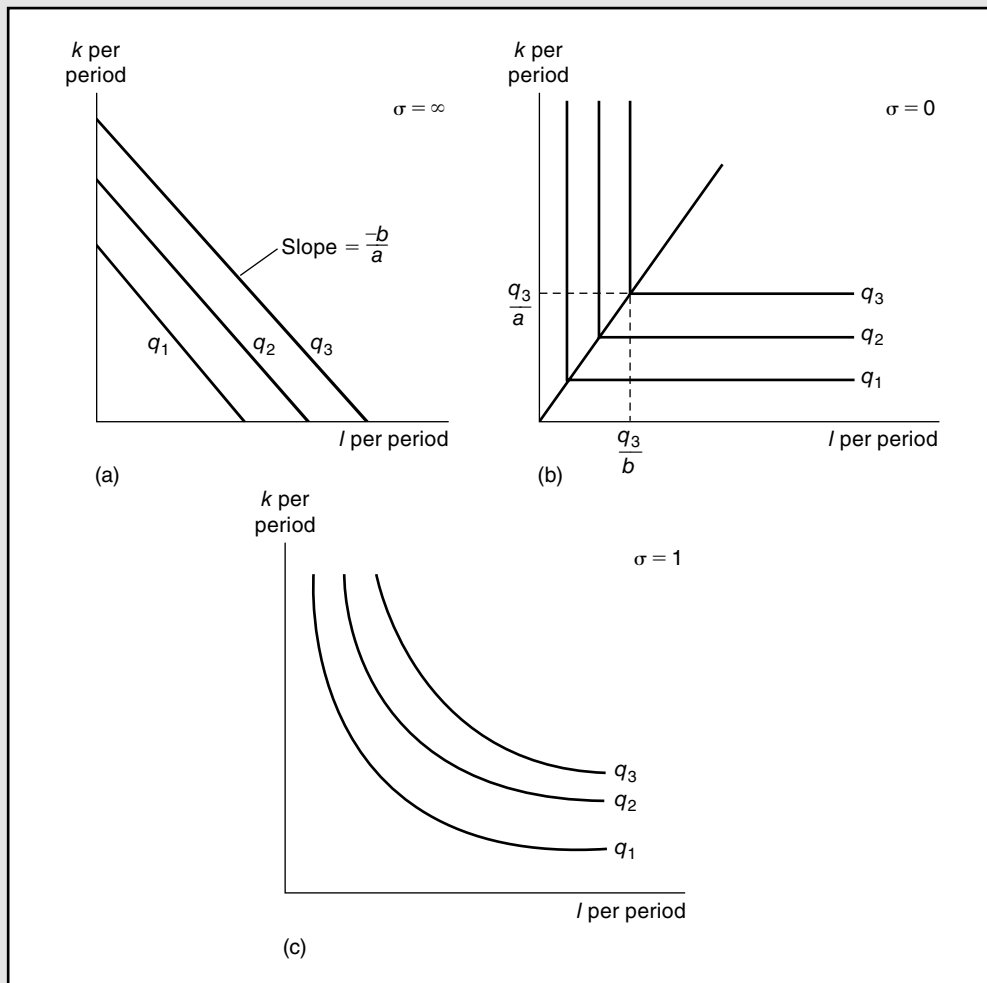 k per
period
σ = ∞
Slope = −b/a
q1
q2
q3
l per period
(a)
k per
period
σ = 0
q3/a
q3
q2
q1
q3/b
l per period
(b)
k per
period
σ = 1
q3
q2
q1
l per period
(c)